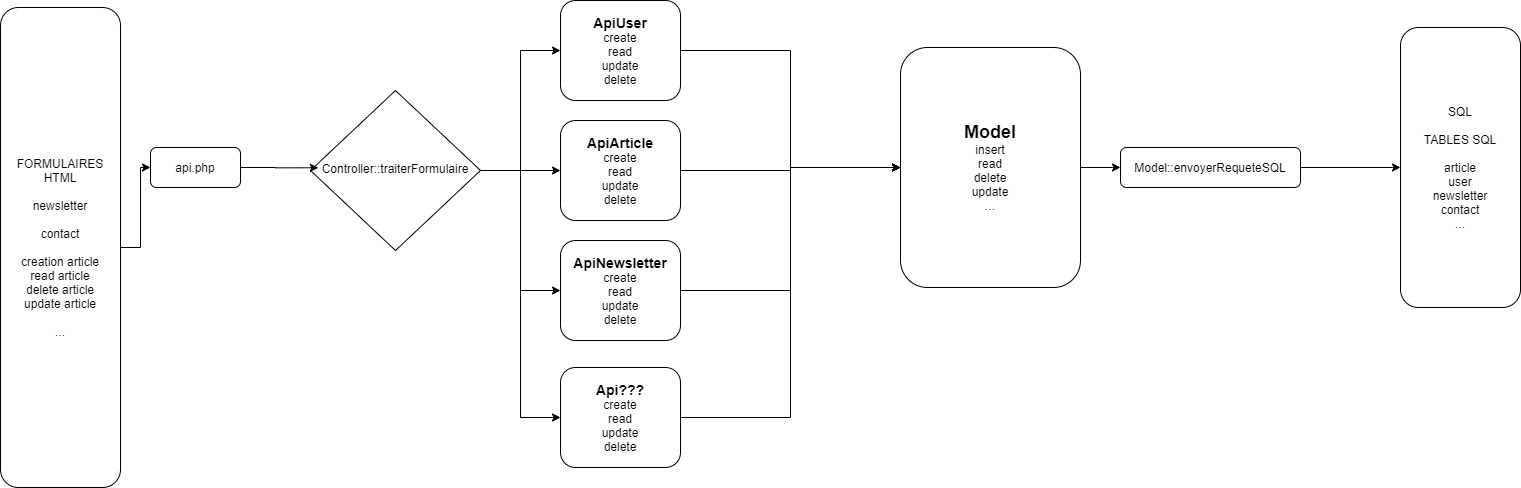 FORMULAIRES
HTML
newsletter
contact
creation article
read article
delete article
update article
...
api.php
Controller::traiterFormulaire
ApiUser
create
read
update
delete
ApiArticle
create
read
update
delete
ApiNewsletter
create
read
update
delete
Api???
create
read
update
delete
Model
insert
read
delete
update
...
Model::envoyerRequeteSQL
SQL
TABLES SQL
article
user
newsletter
contact
...